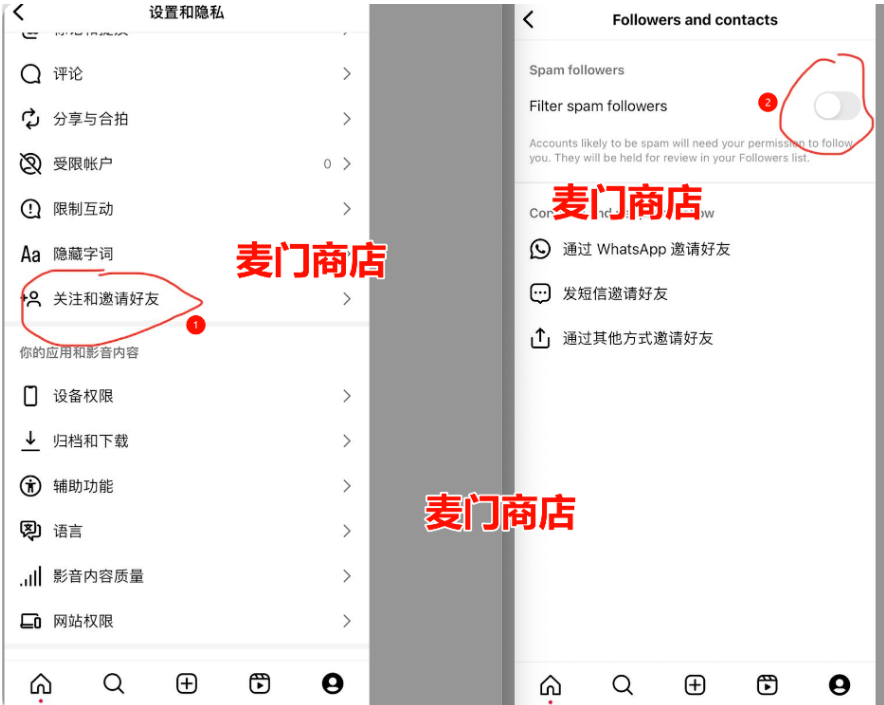 设置和隐私
评论
分享与合拍
受限帐户
0
限制互动
隐藏字词
关注和邀请好友
1
你的应用和影音内容
设备权限
归档和下载
辅助功能
语言
影音内容质量
网站权限
麦门商店
麦门商店
Followers and contacts
Spam followers
Filter spam followers
2
Accounts likely to be spam will need your permission to follow
you. They will be held for review in your Followers list.
麦门商店
通过 WhatsApp 邀请好友
发短信邀请好友
通过其他方式邀请好友